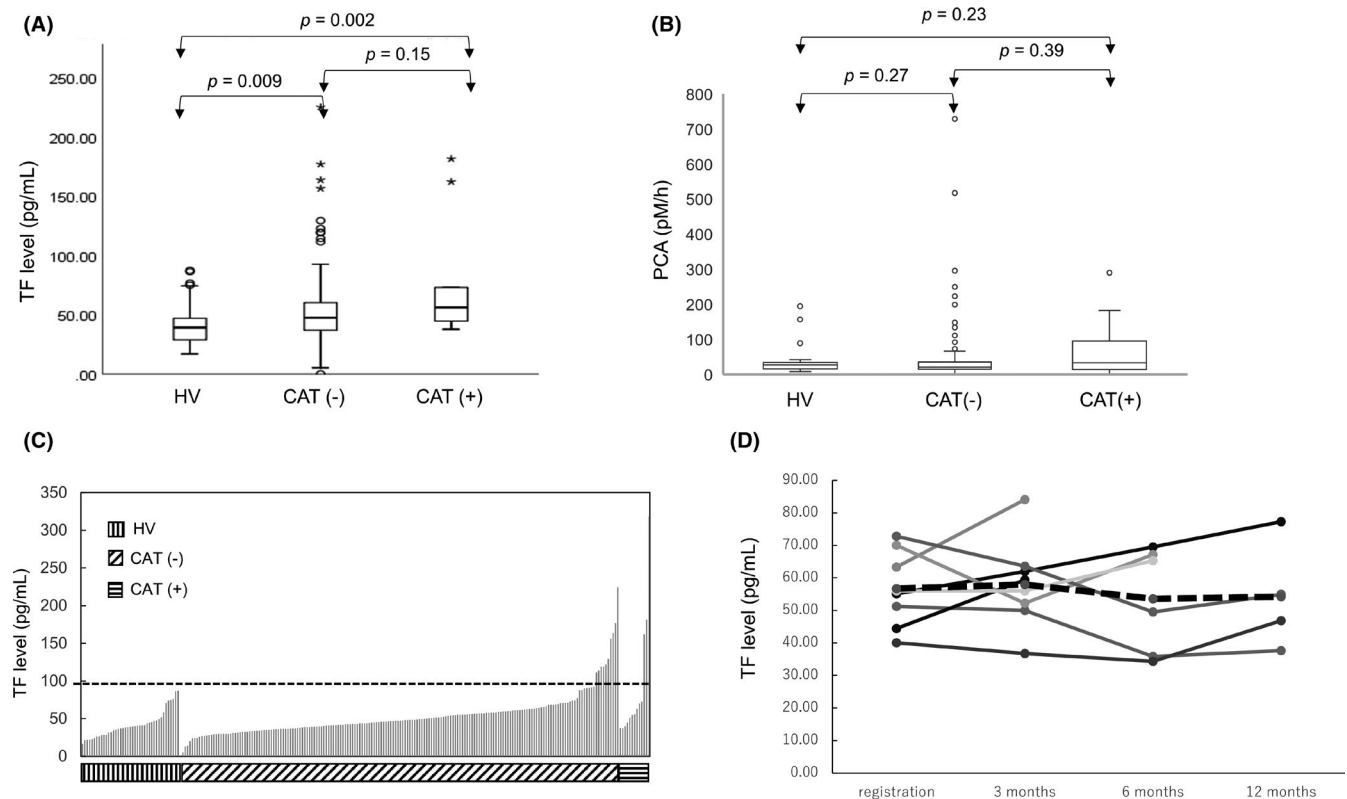 (A)
p = 0.002
p = 0.15
p = 0.009
TF level (pg/mL)
250.00
200.00
150.00
100.00
50.00
.00
HV
CAT (-)
CAT (+)
(B)
p = 0.23
p = 0.39
p = 0.27
PCA (pM/h)
800
700
600
500
400
300
200
100
0
HV
CAT(-)
CAT(+)
(C)
TF level (pg/mL)
350
300
250
200
150
100
50
0
HV
CAT (-)
CAT (+)
(D)
TF level (pg/mL)
90.00
80.00
70.00
60.00
50.00
40.00
30.00
20.00
10.00
0.00
registration
3 months
6 months
12 months